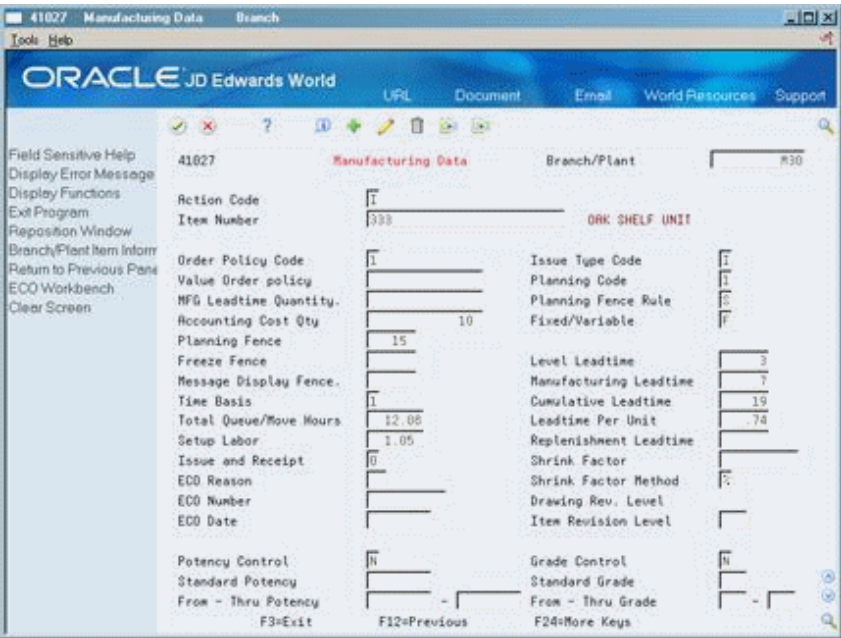 41027 Manufacturing Data Branch
Tools Help
ORACLE JD Edwards World
URL Document Email World Resources Support
Field Sensitive Help
Display Error Message
Display Functions
Exit Program
Reposition Window
Branch/Plant Item Inform
Return to Previous Pane
ECO Workbench
Clear Screen
41027 Manufacturing Data Branch/Plant M30
Action Code I
Item Number 333 OAK SHELF UNIT
Order Policy Code 1 Issue Type Code I
Value Order policy Planning Code 1
MFG Leadtime Quantity. Planning Fence Rule S
Accounting Cost Qty 10 Fixed/Variable F
Planning Fence 15
Freeze Fence Level Leadtime 3
Message Display Fence. Manufacturing Leadtime 7
Time Basis 1 Cumulative Leadtime 19
Total Queue/Move Hours 12.08 Leadtime Per Unit .74
Setup Labor 1.05 Replenishment Leadtime
Issue and Receipt 0 Shrink Factor
ECO Reason Shrink Factor Method %
ECO Number Drawing Rev. Level
ECO Date Item Revision Level
Potency Control N Grade Control N
Standard Potency Standard Grade
From - Thru Potency - From - Thru Grade -
F3=Exit F12=Previous F24=More Keys